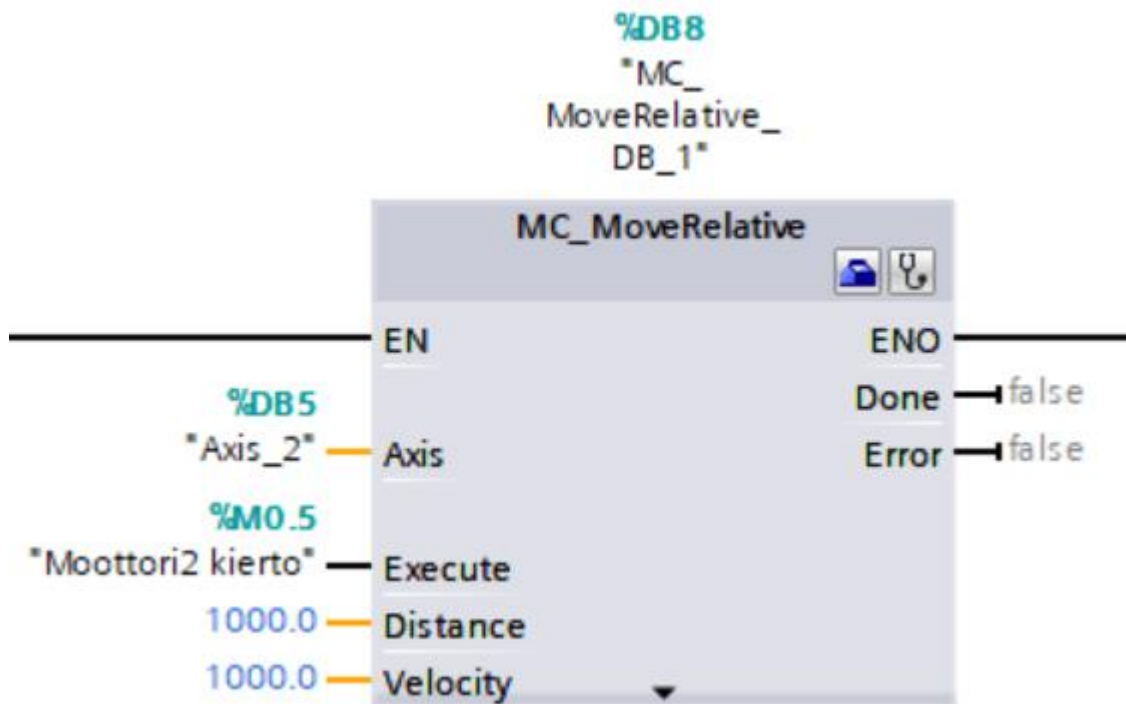 %DB8
"MC_
MoveRelative_
DB_1"
MC_MoveRelative
EN
ENO
Done
false
%DB5
"Axis_2"
Axis
Error
false
%M0.5
"Moottori2 kierto"
Execute
1000.0
Distance
1000.0
Velocity